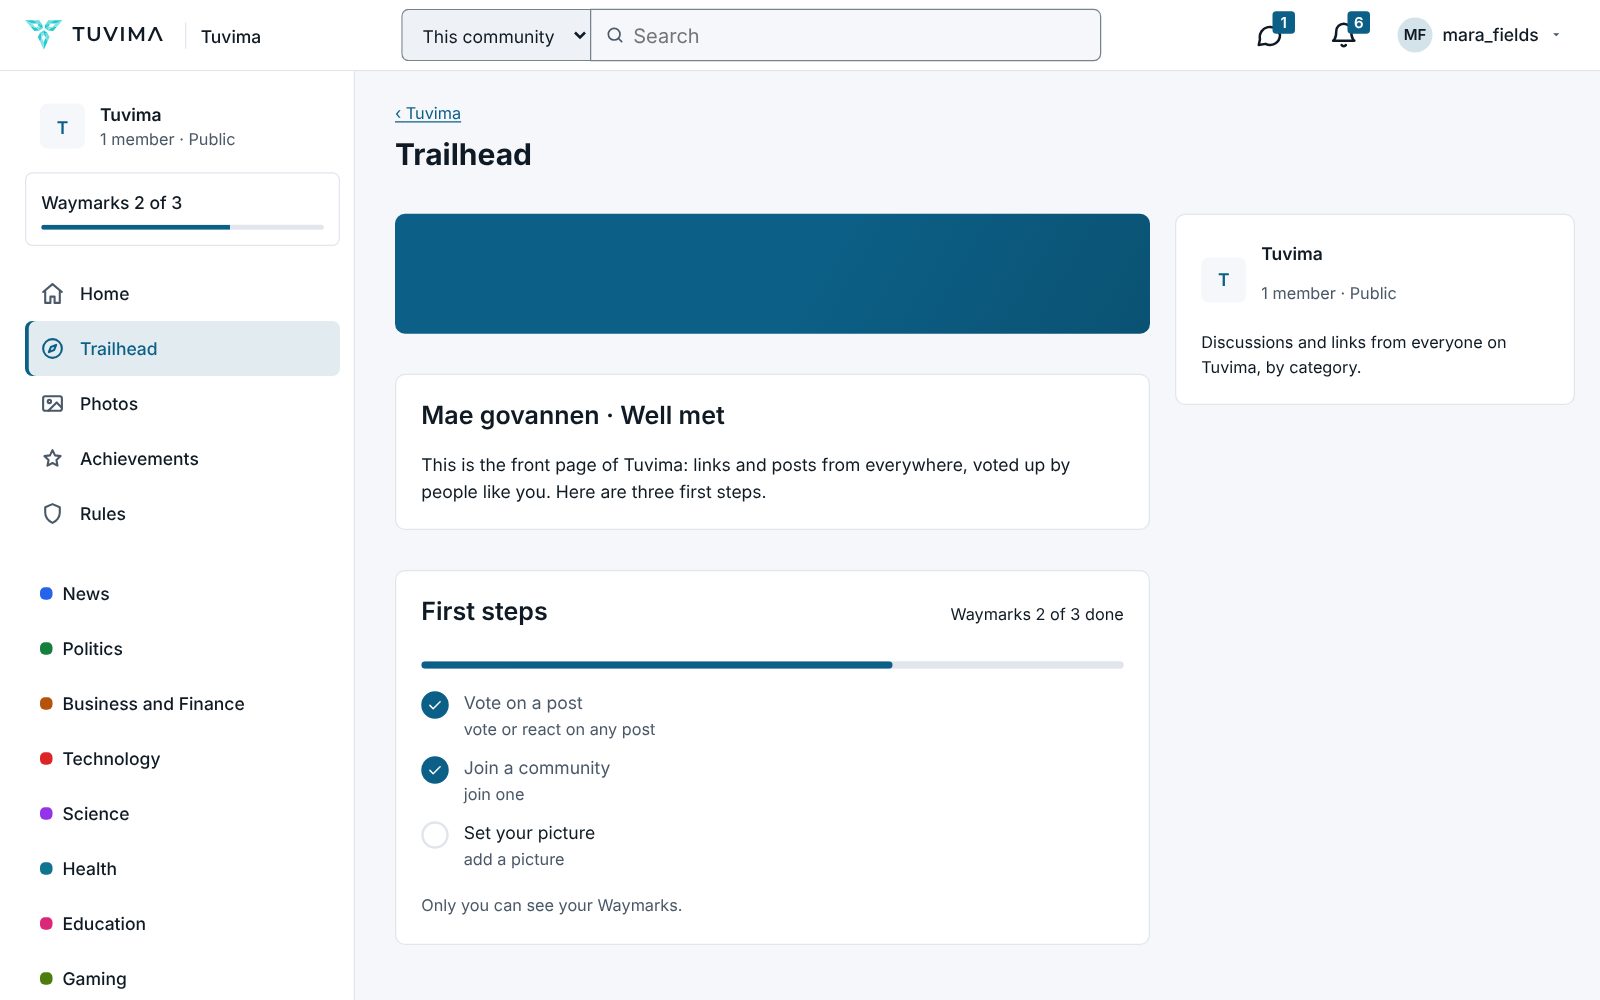 TUVIMA
Tuvima
This community
Search
1
6
MF
mara_fields
T
Tuvima
1 member · Public
Waymarks 2 of 3
Home
Trailhead
Photos
Achievements
Rules
News
Politics
Business and Finance
Technology
Science
Health
Education
Gaming
‹ Tuvima
Trailhead
Mae govannen · Well met
This is the front page of Tuvima: links and posts from everywhere, voted up by
people like you. Here are three first steps.
First steps
Waymarks 2 of 3 done
Vote on a post
vote or react on any post
Join a community
join one
Set your picture
add a picture
Only you can see your Waymarks.
T
Tuvima
1 member · Public
Discussions and links from everyone on
Tuvima, by category.